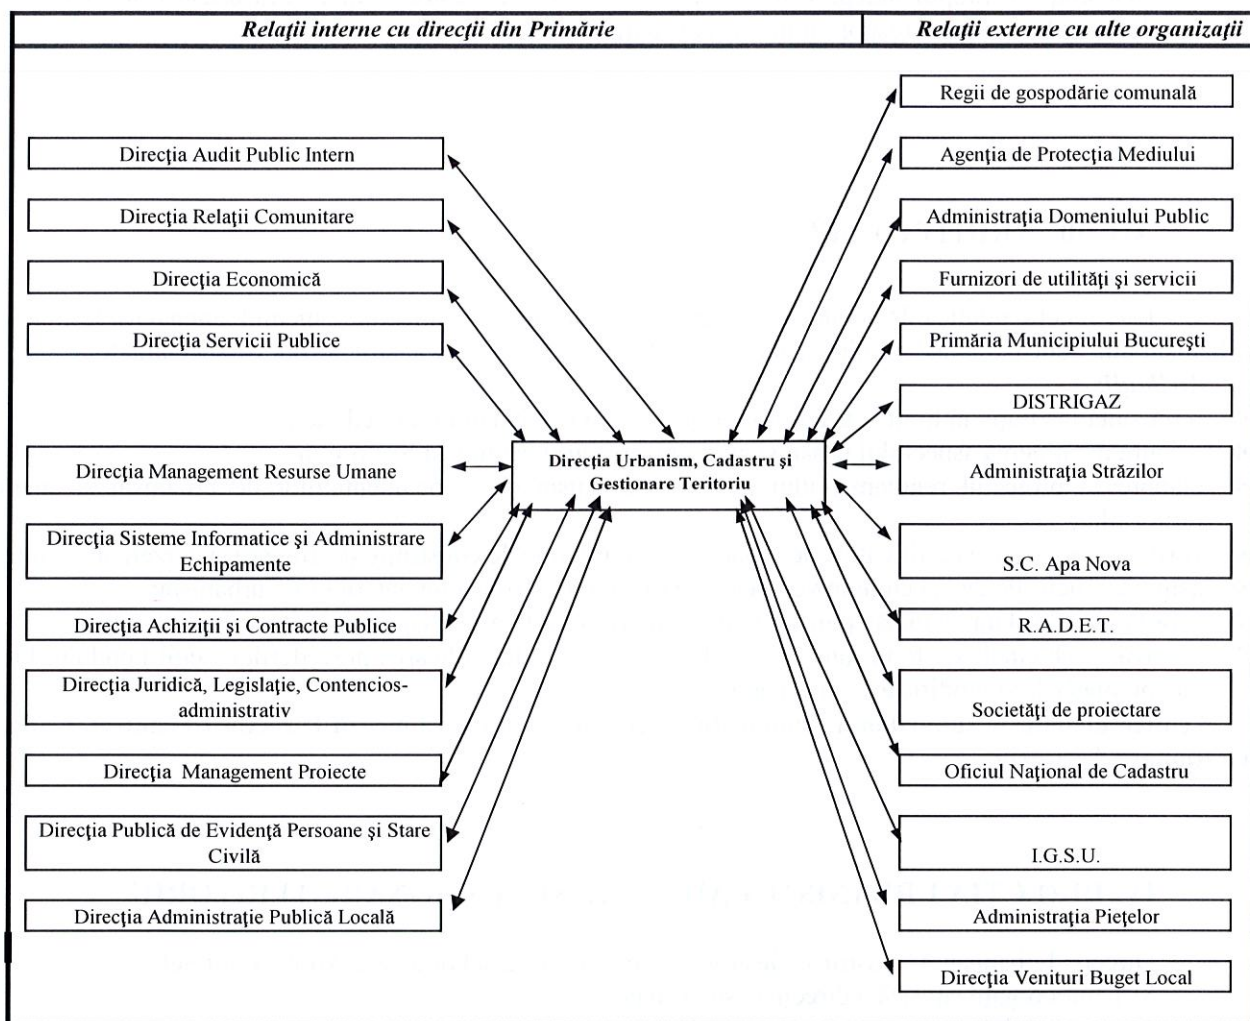 Relaţii interne cu direcţii din Primărie
Relaţii externe cu alte organizaţii
Direcţia Audit Public Intern
Direcţia Relaţii Comunitare
Direcţia Economică
Direcţia Servicii Publice
Direcţia Management Resurse Umane
Direcţia Sisteme Informatice şi Administrare
Echipamente
Direcţia Achiziţii şi Contracte Publice
Direcţia Juridică, Legislaţie, Contencios-
administrativ
Direcţia Management Proiecte
Direcţia Publică de Evidenţă Persoane şi Stare
Civilă
Direcţia Administraţie Publică Locală
Direcţia Urbanism, Cadastru şi
Gestionare Teritoriu
Regii de gospodărie comunală
Agenţia de Protecţia Mediului
Administraţia Domeniului Public
Furnizori de utilităţi şi servicii
Primăria Municipiului Bucureşti
DISTRIGAZ
Administraţia Străzilor
S.C. Apa Nova
R.A.D.E.T.
Societăţi de proiectare
Oficiul Naţional de Cadastru
I.G.S.U.
Administraţia Pieţelor
Direcţia Venituri Buget Local